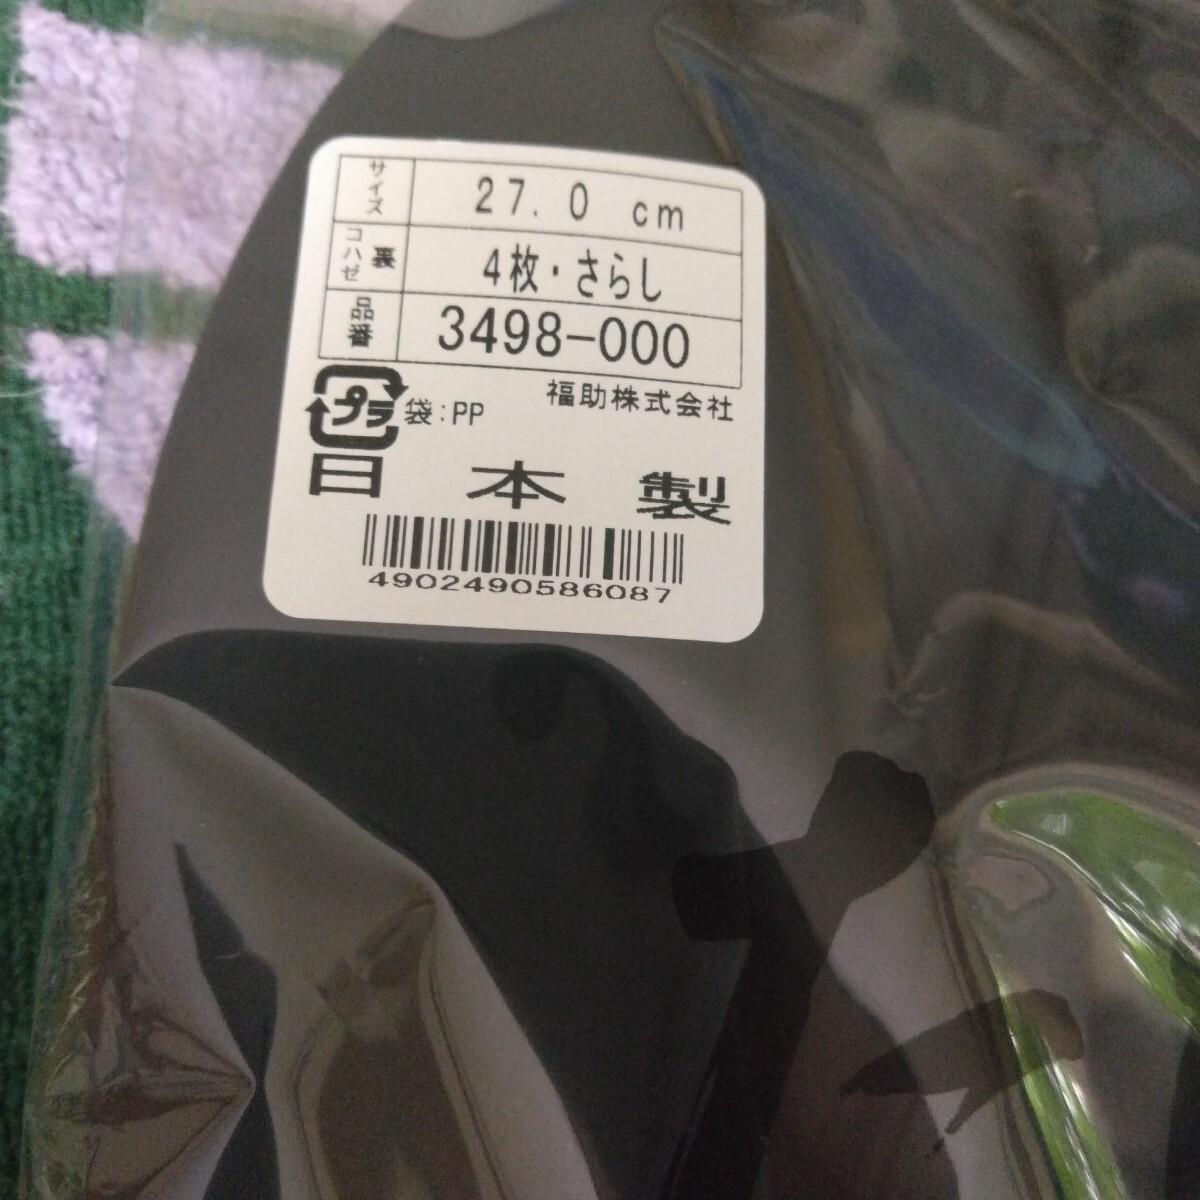 サイズ 27.0 cm
コハゼ 裏 4枚・さらし
品番 3498-000
福助株式会社
プラ 袋:PP
日本製
4902490586087